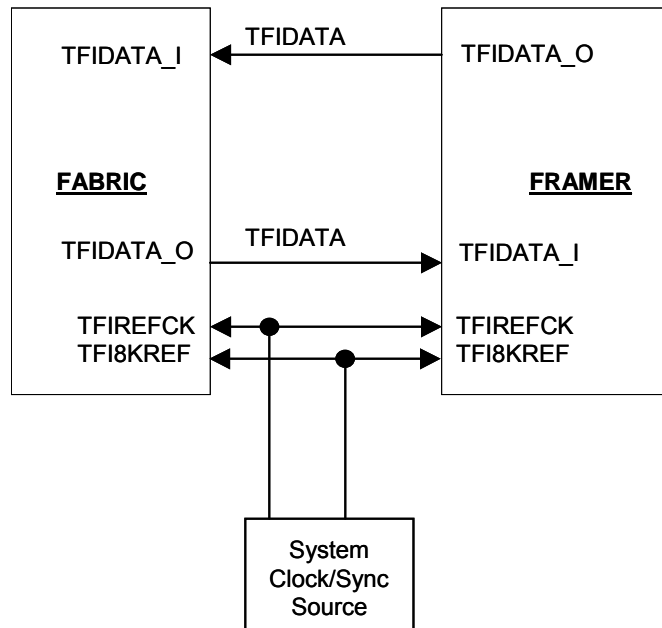 TFIDATA
TFIDATA_I
TFIDATA_O
FABRIC
FRAMER
TFIDATA
TFIDATA_O
TFIDATA_I
TFIREFCK
TFIREFCK
TFI8KREF
TFI8KREF
System
Clock/Sync
Source